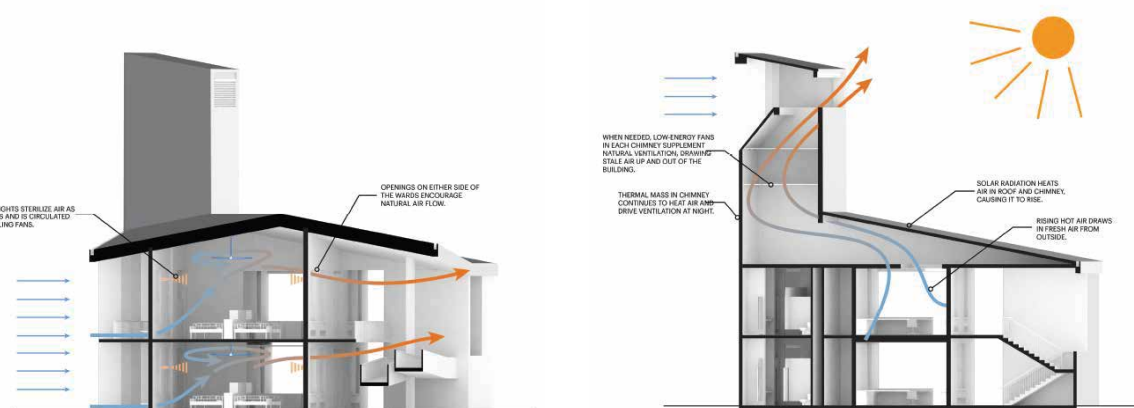 OPENINGS ON EITHER SIDE OF
THE WARDS ENCOURAGE
NATURAL AIR FLOW.
STERILIZE AIR AS
AND IS CIRCULATED
FANS.
WHEN NEEDED, LOW-ENERGY FANS
IN EACH CHIMNEY SUPPLEMENT
NATURAL VENTILATION, DRAWING
STALE AIR UP AND OUT OF THE
BUILDING.
THERMAL MASS IN CHIMNEY
CONTINUES TO HEAT AIR AND
DRIVE VENTILATION AT NIGHT.
SOLAR RADIATION HEATS
AIR IN ROOF AND CHIMNEY,
CAUSING IT TO RISE.
RISING HOT AIR DRAWS
IN FRESH AIR FROM
OUTSIDE.